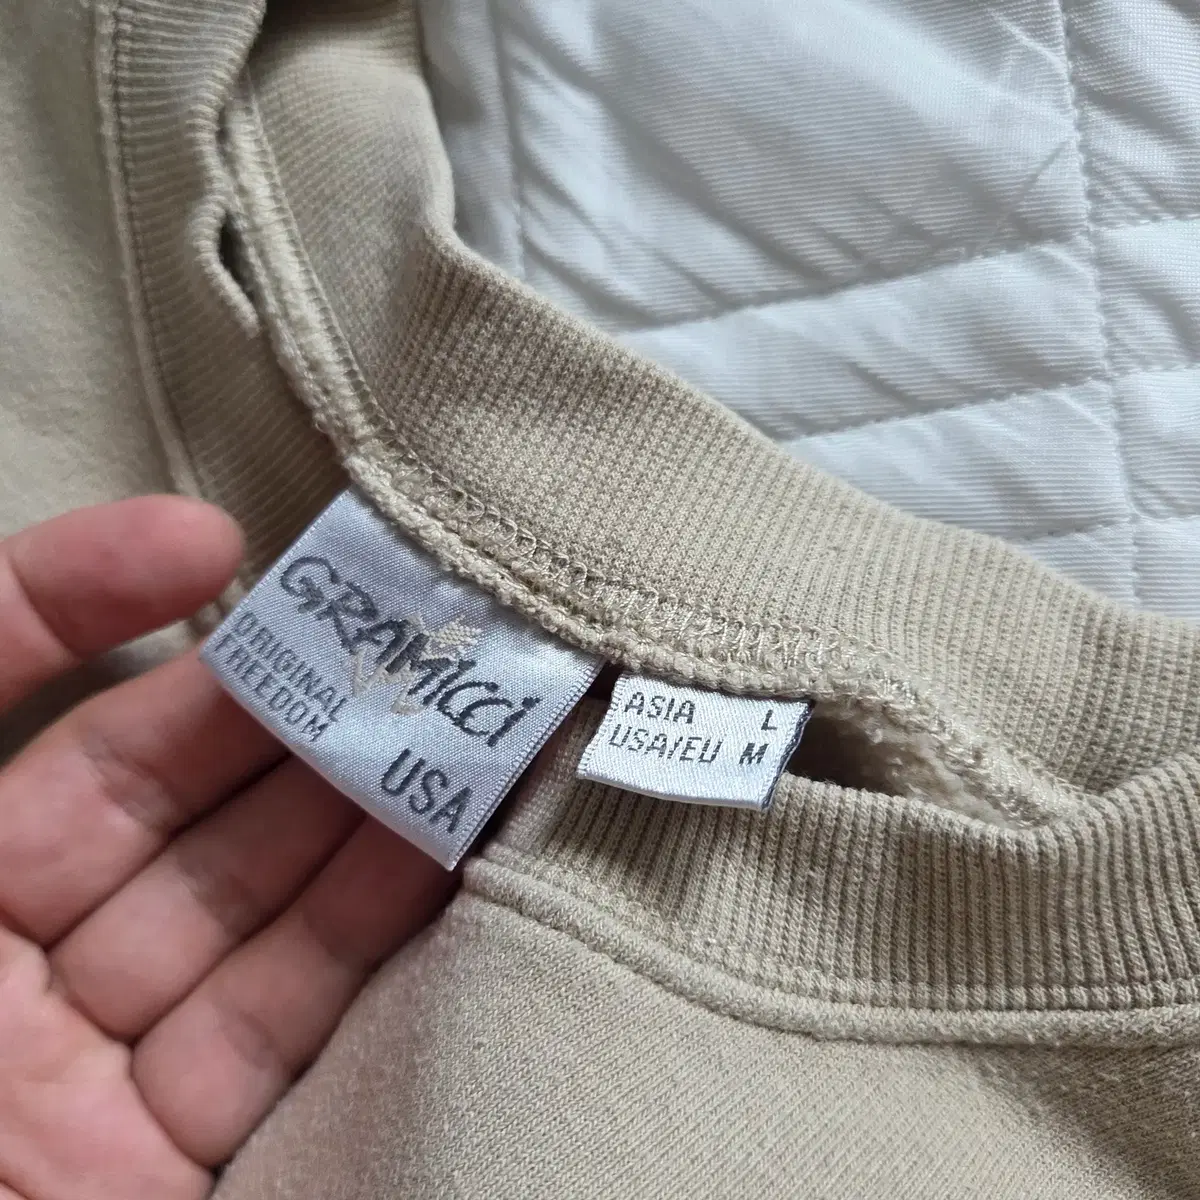 GRAMICCI
ORIGINAL
FREEDOM
USA
ASIA L
USA/EU M